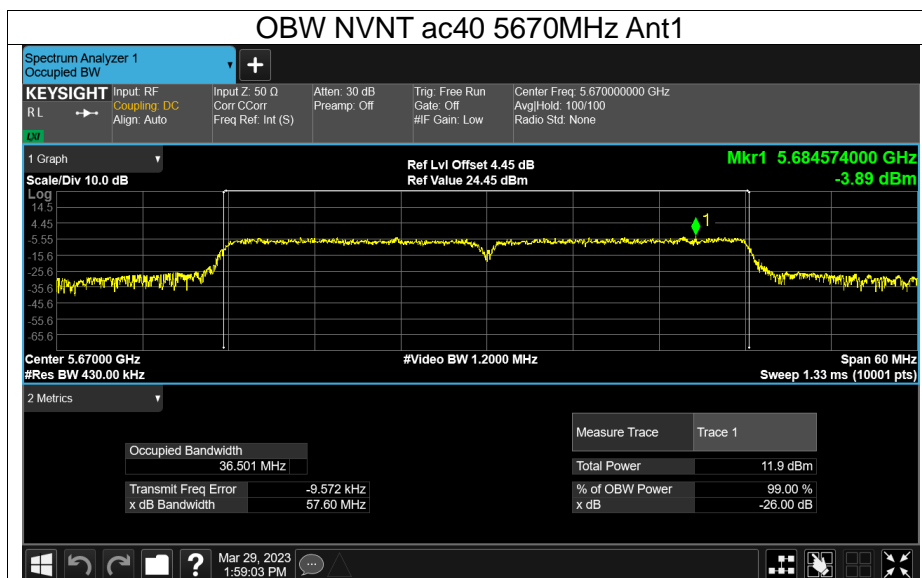 OBW NVNT ac40 5670MHz Ant1
Spectrum Analyzer 1
Occupied BW
+
KEYSIGHT
R L
LXI
Input: RF
Coupling: DC
Align: Auto
Input Z: 50 Ω
Corr CCorr
Freq Ref: Int (S)
Atten: 30 dB
Preamp: Off
Trig: Free Run
Gate: Off
#IF Gain: Low
Center Freq: 5.670000000 GHz
Avg|Hold: 100/100
Radio Std: None
1 Graph
Scale/Div 10.0 dB
Ref Lvl Offset 4.45 dB
Ref Value 24.45 dBm
Mkr1 5.684574000 GHz
-3.89 dBm
Log
14.5
4.45
-5.55
-15.6
-25.6
-35.6
-45.6
-55.6
-65.6
1
Center 5.67000 GHz
#Res BW 430.00 kHz
#Video BW 1.2000 MHz
Span 60 MHz
Sweep 1.33 ms (10001 pts)
2 Metrics
Occupied Bandwidth
36.501 MHz
Transmit Freq Error -9.572 kHz
x dB Bandwidth 57.60 MHz
Measure Trace Trace 1
Total Power 11.9 dBm
% of OBW Power 99.00 %
x dB -26.00 dB
?
Mar 29, 2023
1:59:03 PM